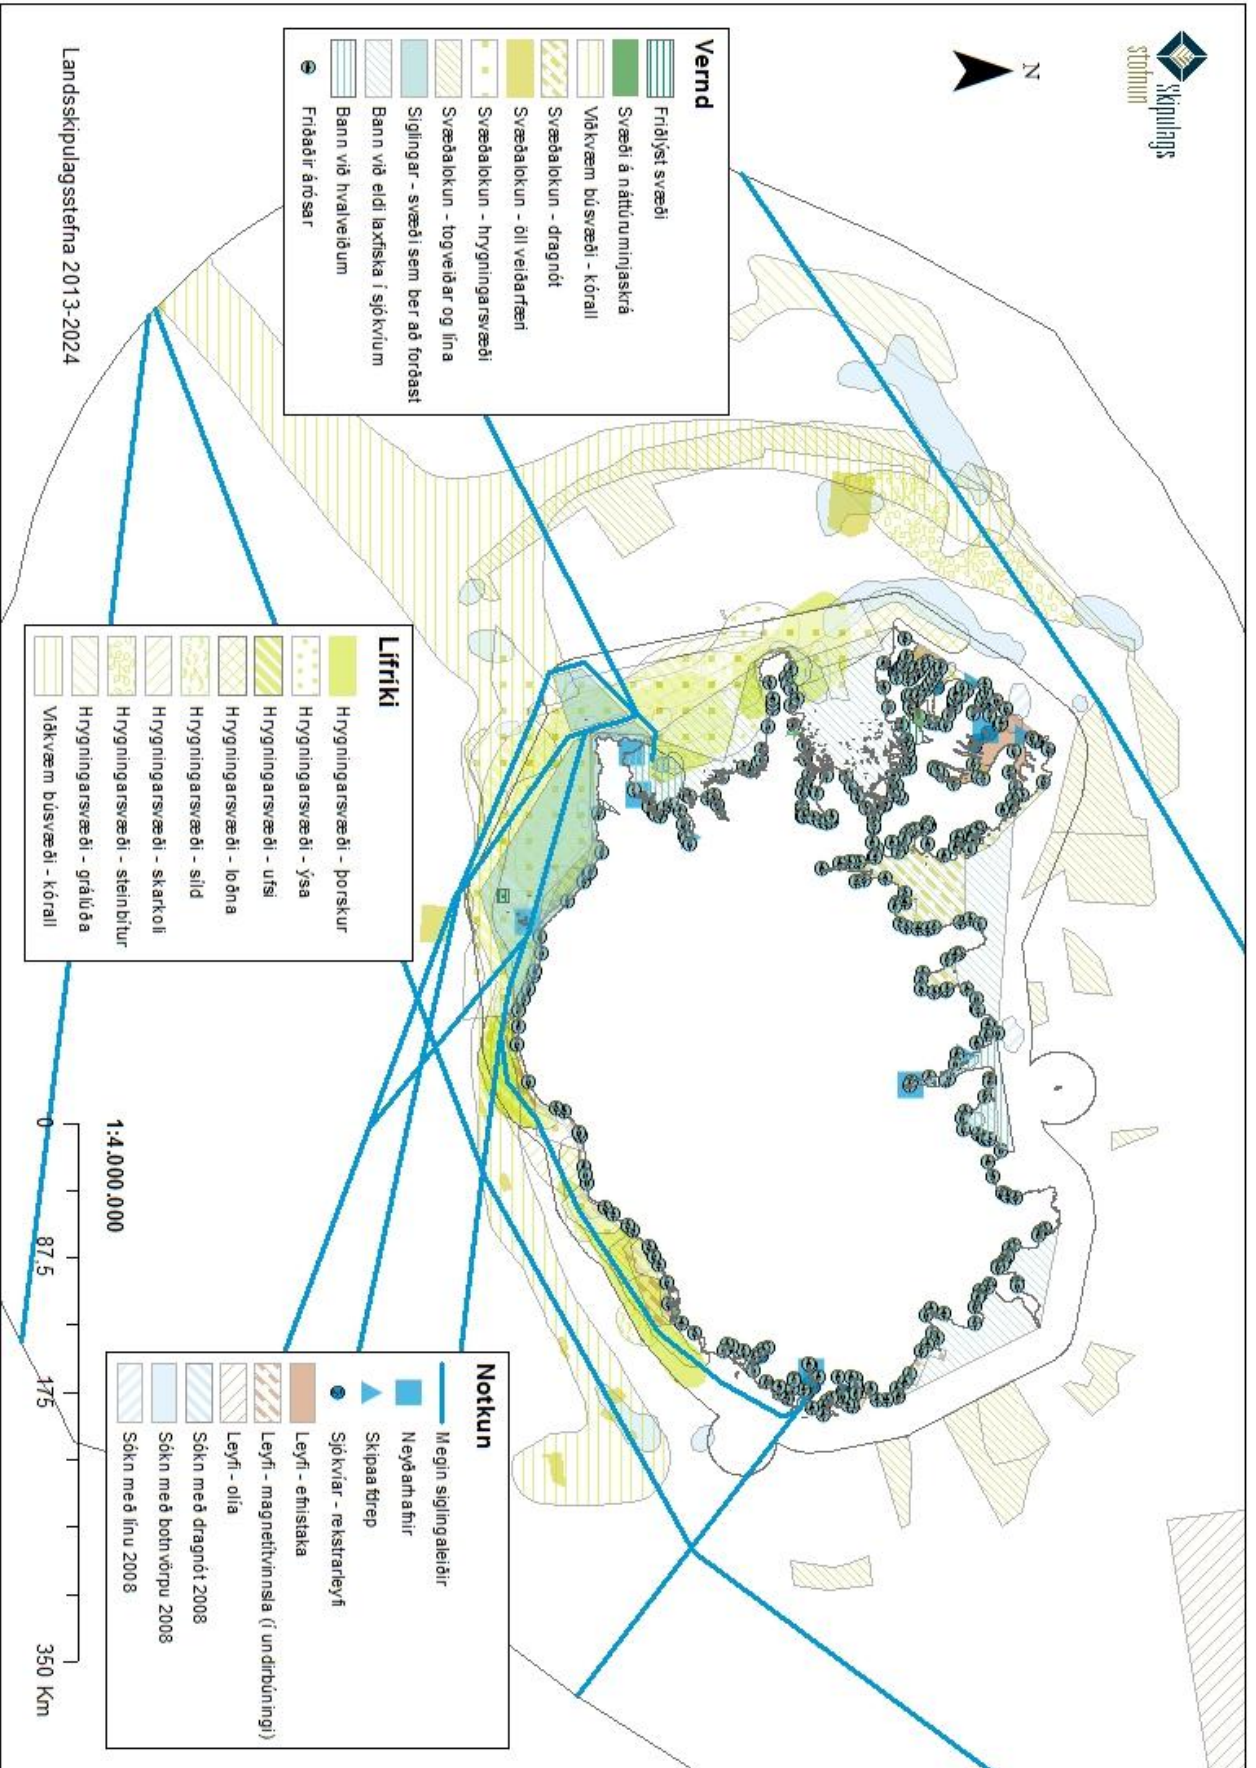 Skipulags
stofnun
N
Vernd
Friðlýst svæði
Svæði á náttúruminjaskrá
Viðkvæm búsvæði - kórall
Svæðalokun - dragnót
Svæðalokun - öll veiðarfæri
Svæðalokun - hrygningarsvæði
Svæðalokun - togveiðar og lína
Siglingar - svæði sem ber að forðast
Bann við eldi laxfiska í sjókvíum
Bann við hvalveiðum
Friðaðir árósar
Lífríki
Hrygningarsvæði - þorskur
Hrygningarsvæði - ýsa
Hrygningarsvæði - ufsi
Hrygningarsvæði - loðna
Hrygningarsvæði - síld
Hrygningarsvæði - skarkoli
Hrygningarsvæði - steinbítur
Hrygningarsvæði - grálúða
Viðkvæm búsvæði - kórall
Notkun
Megin siglingaleiðir
Neyðarhafnir
Skipaafdrep
Sjókvíar - rekstrarleyfi
Leyfi - efnistaka
Leyfi - magnetítvinnsla (í undirbúningi)
Leyfi - olía
Sókn með dragnót 2008
Sókn með botnvörpu 2008
Sókn með línu 2008
1:4.000.000
0 87,5 175 350 Km
Landsskipulagsstefna 2013-2024